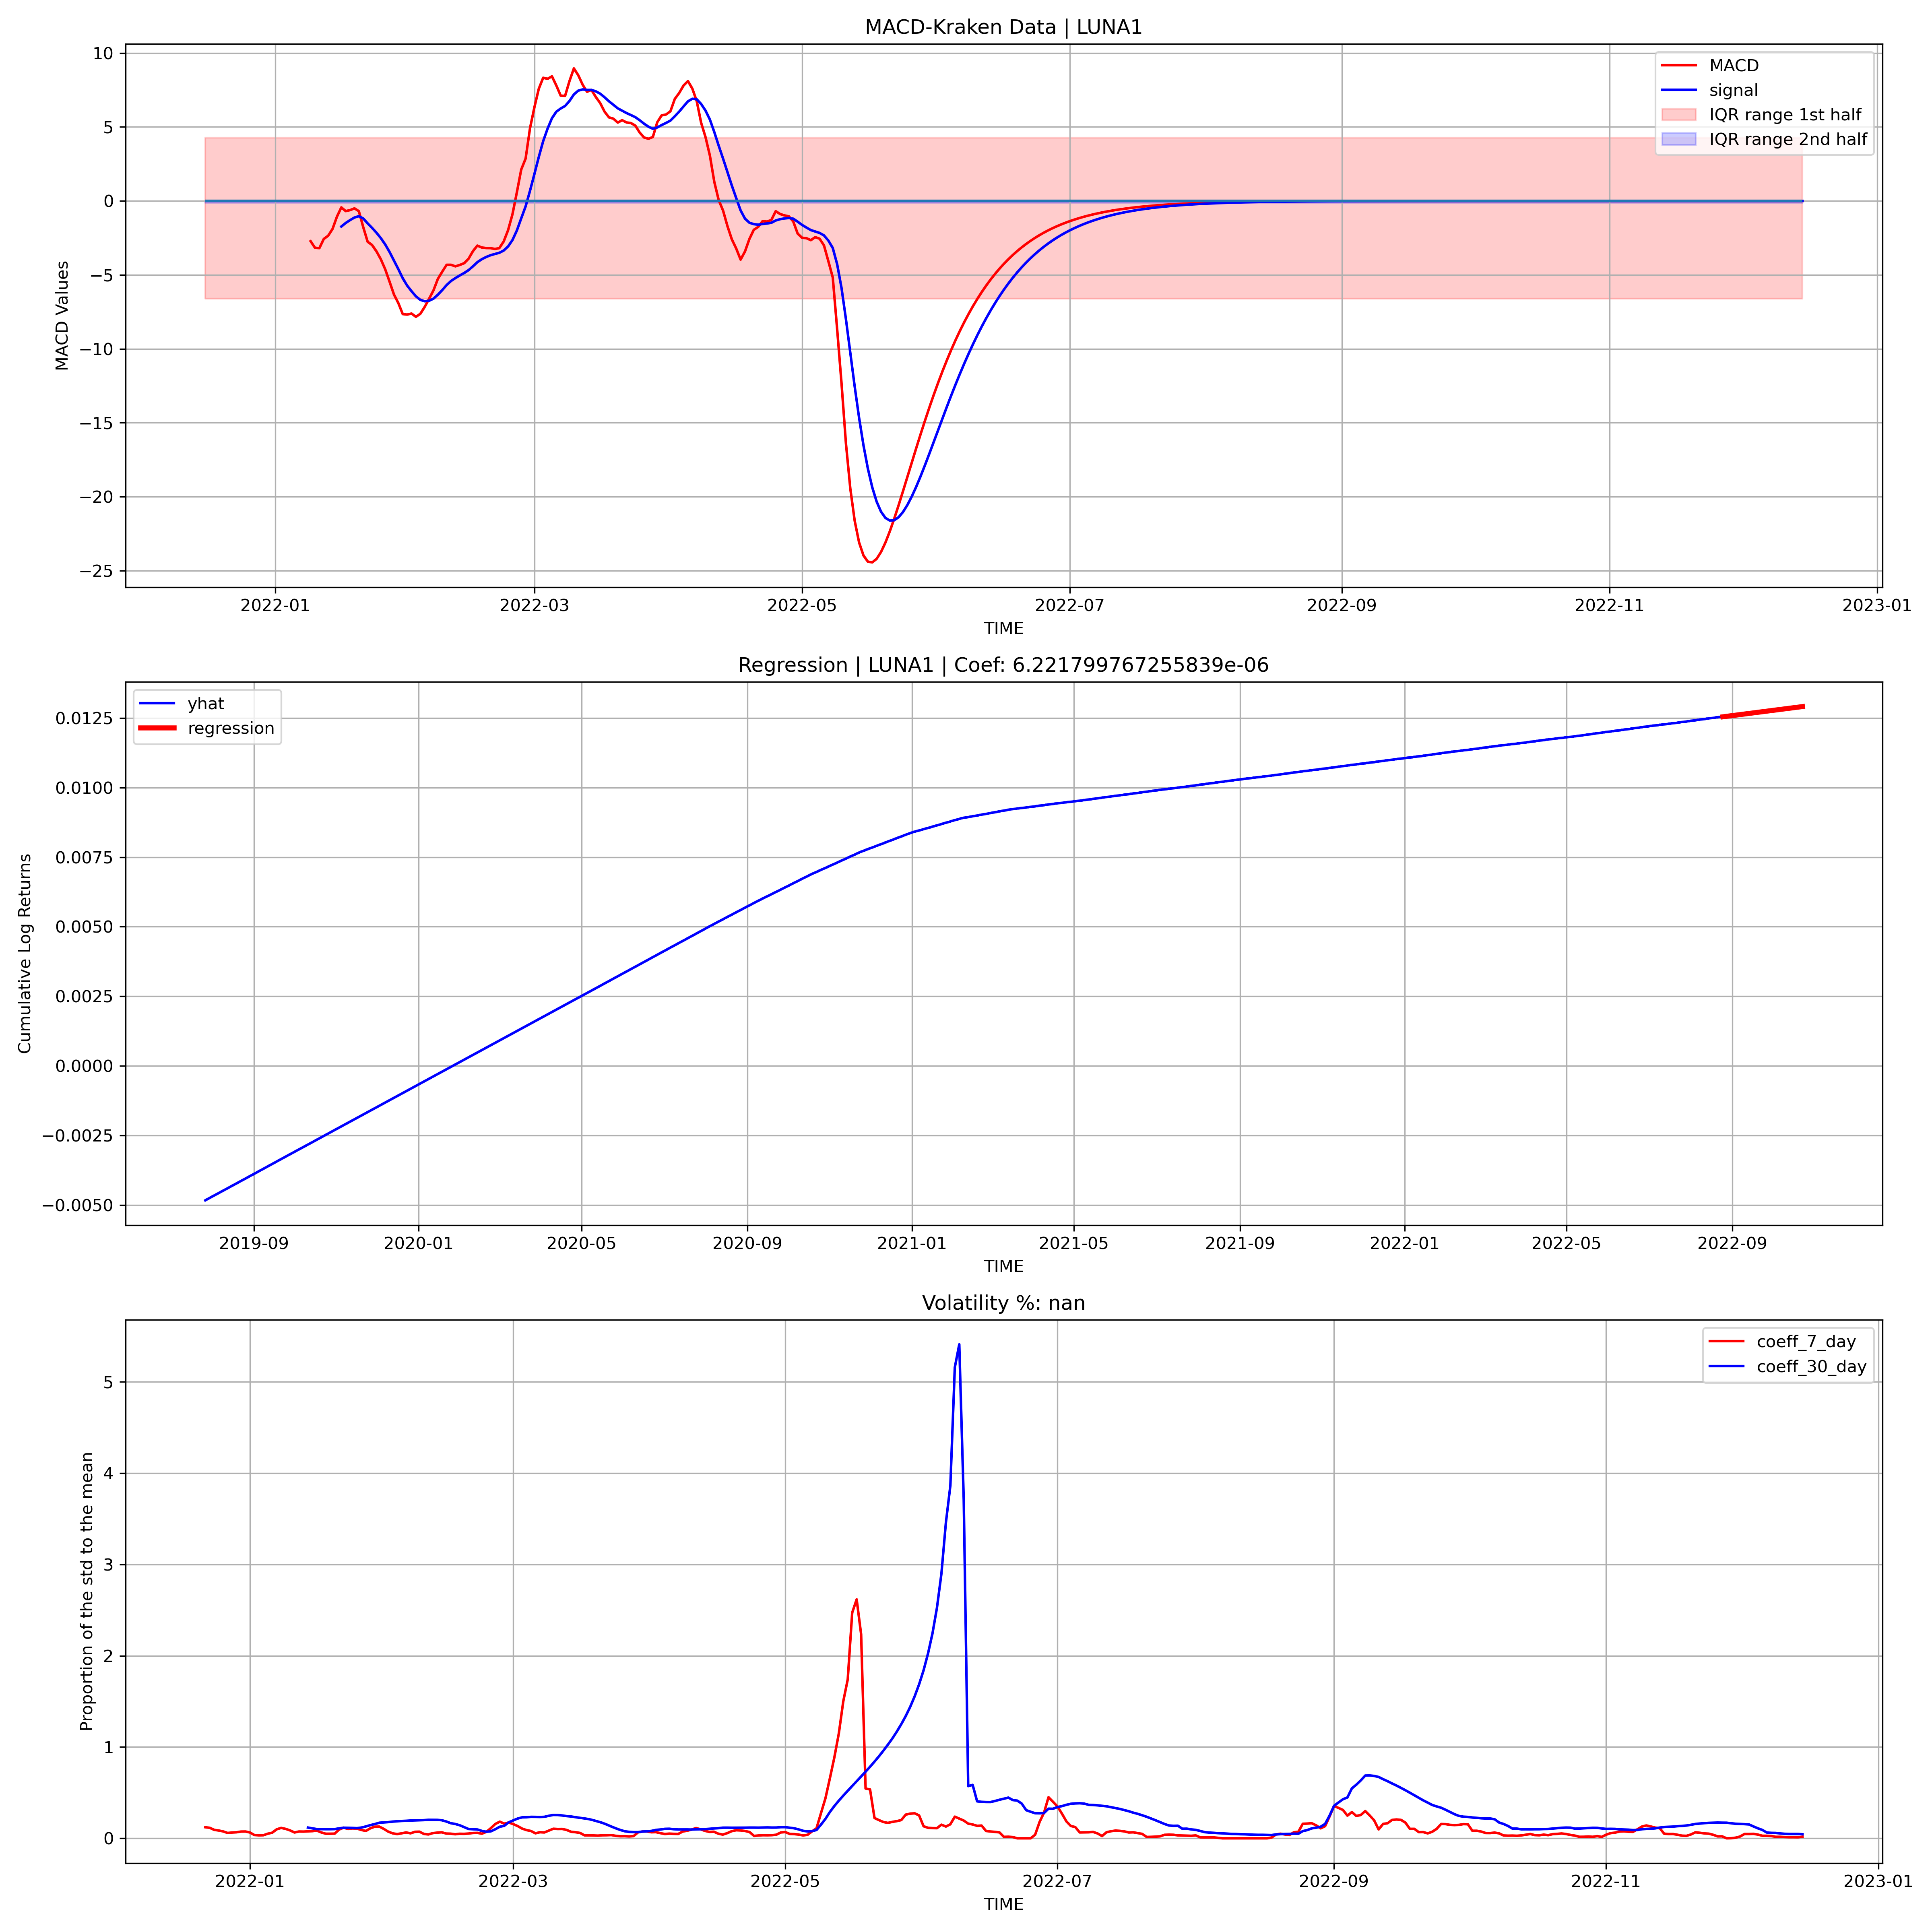 MACD-Kraken Data | LUNA1
MACD
signal
IQR range 1st half
IQR range 2nd half
10
5
0
−5
−10
−15
−20
−25
MACD Values
2022-01
2022-03
2022-05
2022-07
2022-09
2022-11
2023-01
TIME
Regression | LUNA1 | Coef: 6.221799767255839e-06
yhat
regression
0.0125
0.0100
0.0075
0.0050
0.0025
0.0000
−0.0025
−0.0050
Cumulative Log Returns
2019-09
2020-01
2020-05
2020-09
2021-01
2021-05
2021-09
2022-01
2022-05
2022-09
TIME
Volatility %: nan
coeff_7_day
coeff_30_day
5
4
3
2
1
0
Proportion of the std to the mean
2022-01
2022-03
2022-05
2022-07
2022-09
2022-11
2023-01
TIME